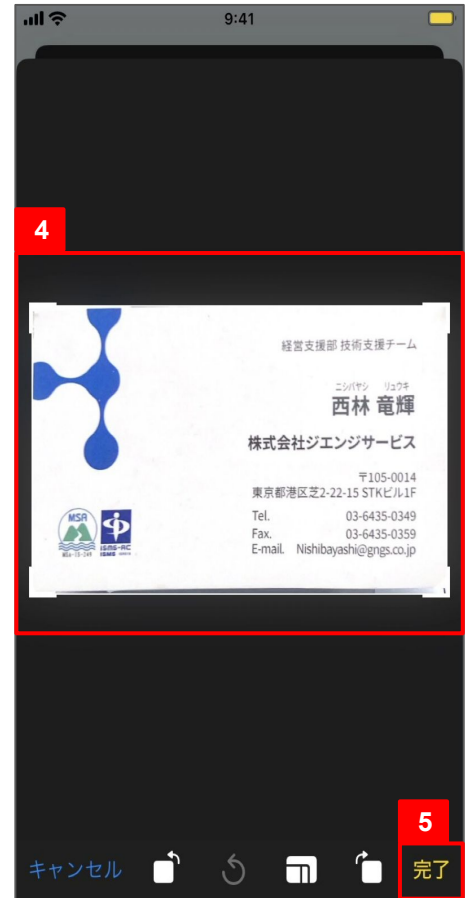 9:41
4
経営支援部 技術支援チーム
ニシバヤシ リュウキ
西林 竜輝
株式会社ジエンジサービス
〒105-0014
東京都港区芝2-22-15 STKビル1F
MSA
ISMS-AC
ISMS
Tel. 03-6435-0349
Fax. 03-6435-0359
E-mail. Nishibayashi@gngs.co.jp
5
キャンセル
完了